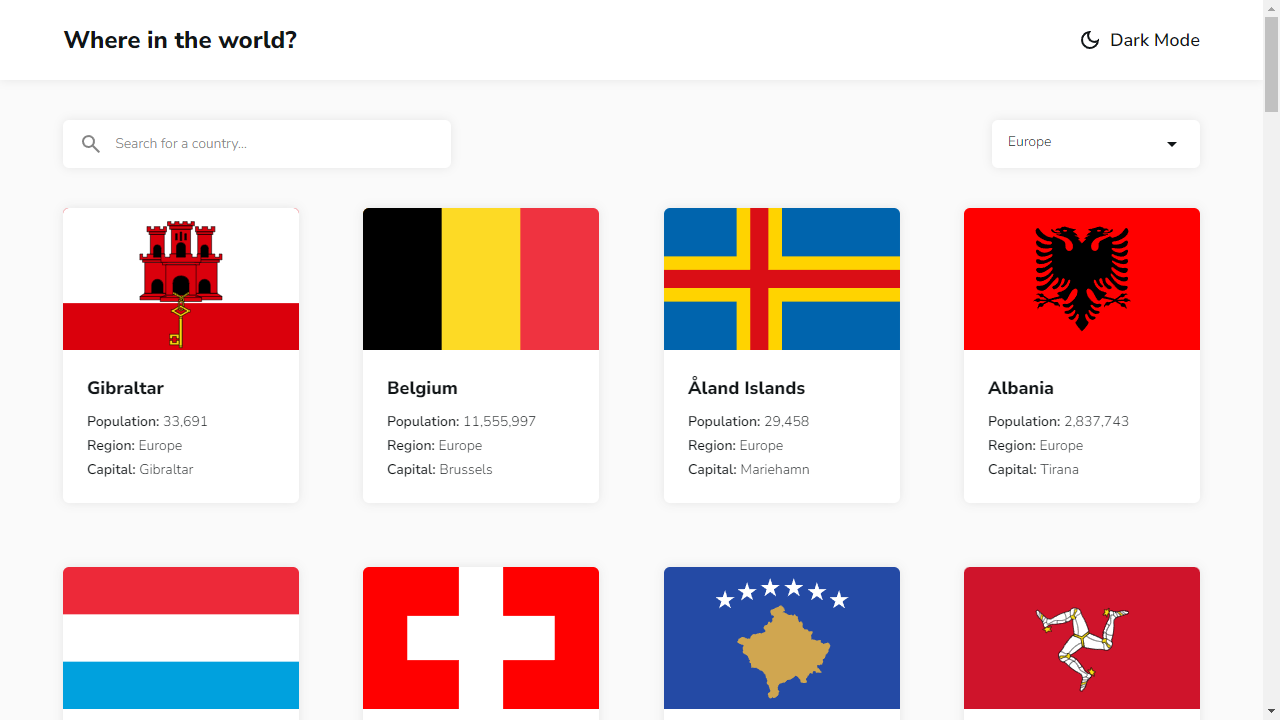 Where in the world?
Dark Mode
Search for a country...
Europe
Gibraltar
Population: 33,691
Region: Europe
Capital: Gibraltar
Belgium
Population: 11,555,997
Region: Europe
Capital: Brussels
Åland Islands
Population: 29,458
Region: Europe
Capital: Mariehamn
Albania
Population: 2,837,743
Region: Europe
Capital: Tirana